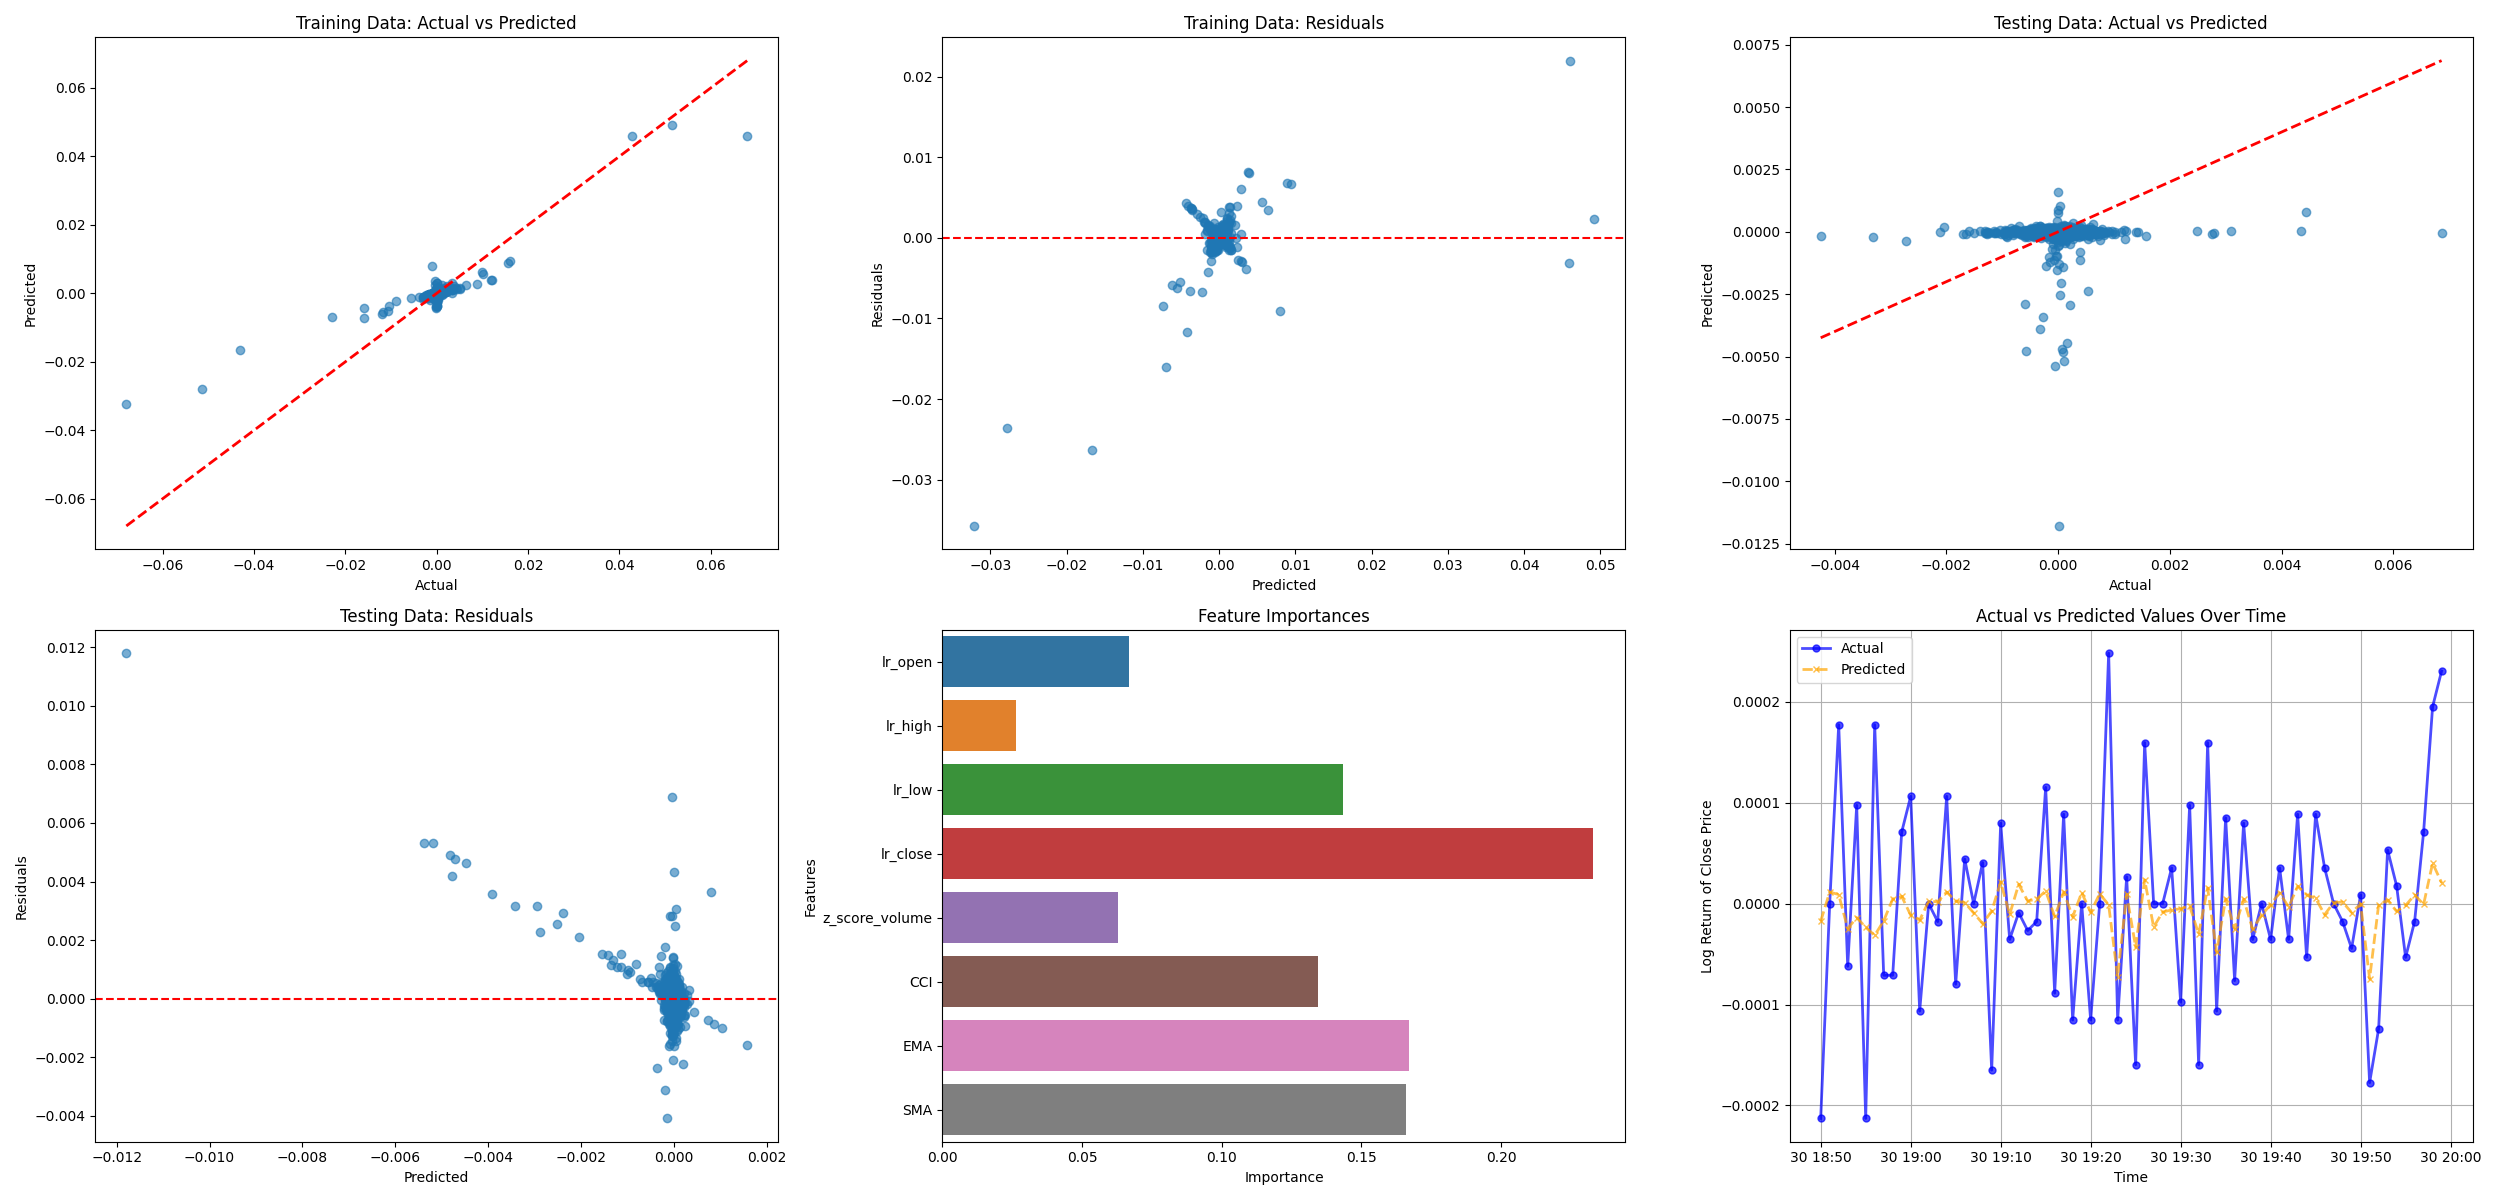 Training Data: Actual vs Predicted
Predicted
0.06
0.04
0.02
0.00
−0.02
−0.04
−0.06
−0.06 −0.04 −0.02 0.00 0.02 0.04 0.06
Actual
Training Data: Residuals
Residuals
0.02
0.01
0.00
−0.01
−0.02
−0.03
−0.03 −0.02 −0.01 0.00 0.01 0.02 0.03 0.04 0.05
Predicted
Testing Data: Actual vs Predicted
Predicted
0.0075
0.0050
0.0025
0.0000
−0.0025
−0.0050
−0.0075
−0.0100
−0.0125
−0.004 −0.002 0.000 0.002 0.004 0.006
Actual
Testing Data: Residuals
Residuals
0.012
0.010
0.008
0.006
0.004
0.002
0.000
−0.002
−0.004
−0.012 −0.010 −0.008 −0.006 −0.004 −0.002 0.000 0.002
Predicted
Feature Importances
Features
lr_open
lr_high
lr_low
lr_close
z_score_volume
CCI
EMA
SMA
0.00 0.05 0.10 0.15 0.20
Importance
Actual vs Predicted Values Over Time
Actual
Predicted
Log Return of Close Price
0.0002
0.0001
0.0000
−0.0001
−0.0002
30 18:50 30 19:00 30 19:10 30 19:20 30 19:30 30 19:40 30 19:50 30 20:00
Time